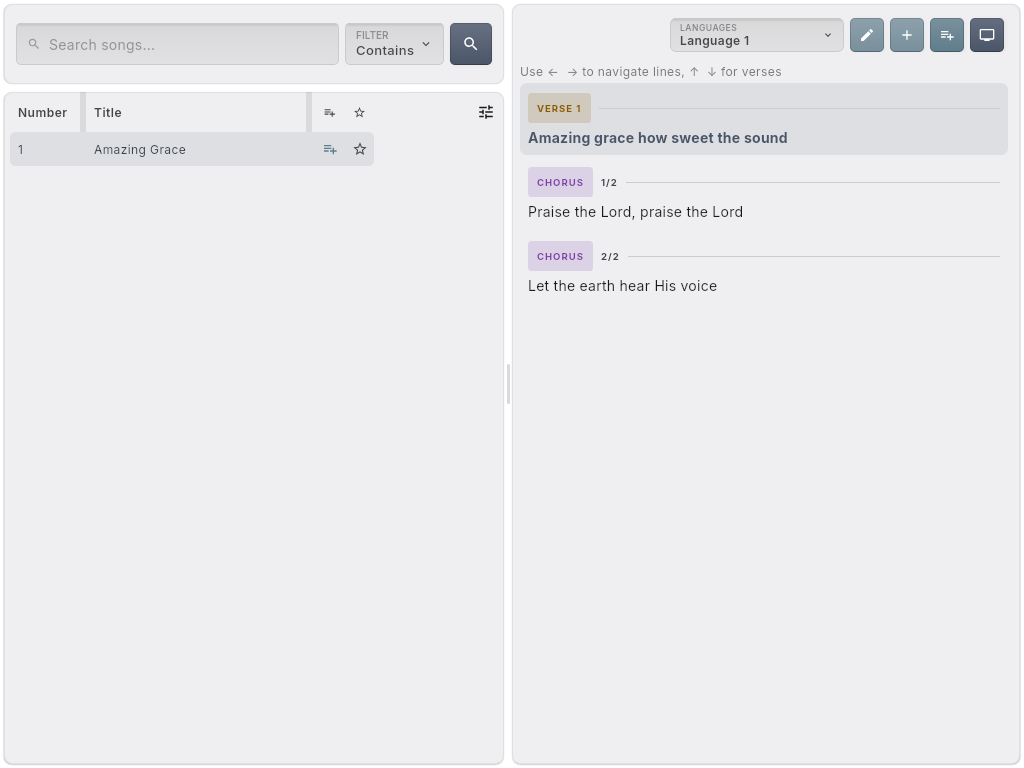 Search songs...
FILTER
Contains
Number Title
1 Amazing Grace
LANGUAGES
Language 1
Use ← → to navigate lines, ↑ ↓ for verses
VERSE 1
Amazing grace how sweet the sound
CHORUS 1/2
Praise the Lord, praise the Lord
CHORUS 2/2
Let the earth hear His voice